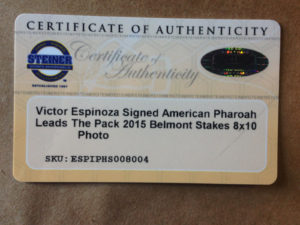 CERTIFICATE OF AUTHENTICITY
STEINER
Certificate of
Authenticity
Victor Espinoza Signed American Pharoah
Leads The Pack 2015 Belmont Stakes 8x10
Photo
SKU: ESPIPHS008004